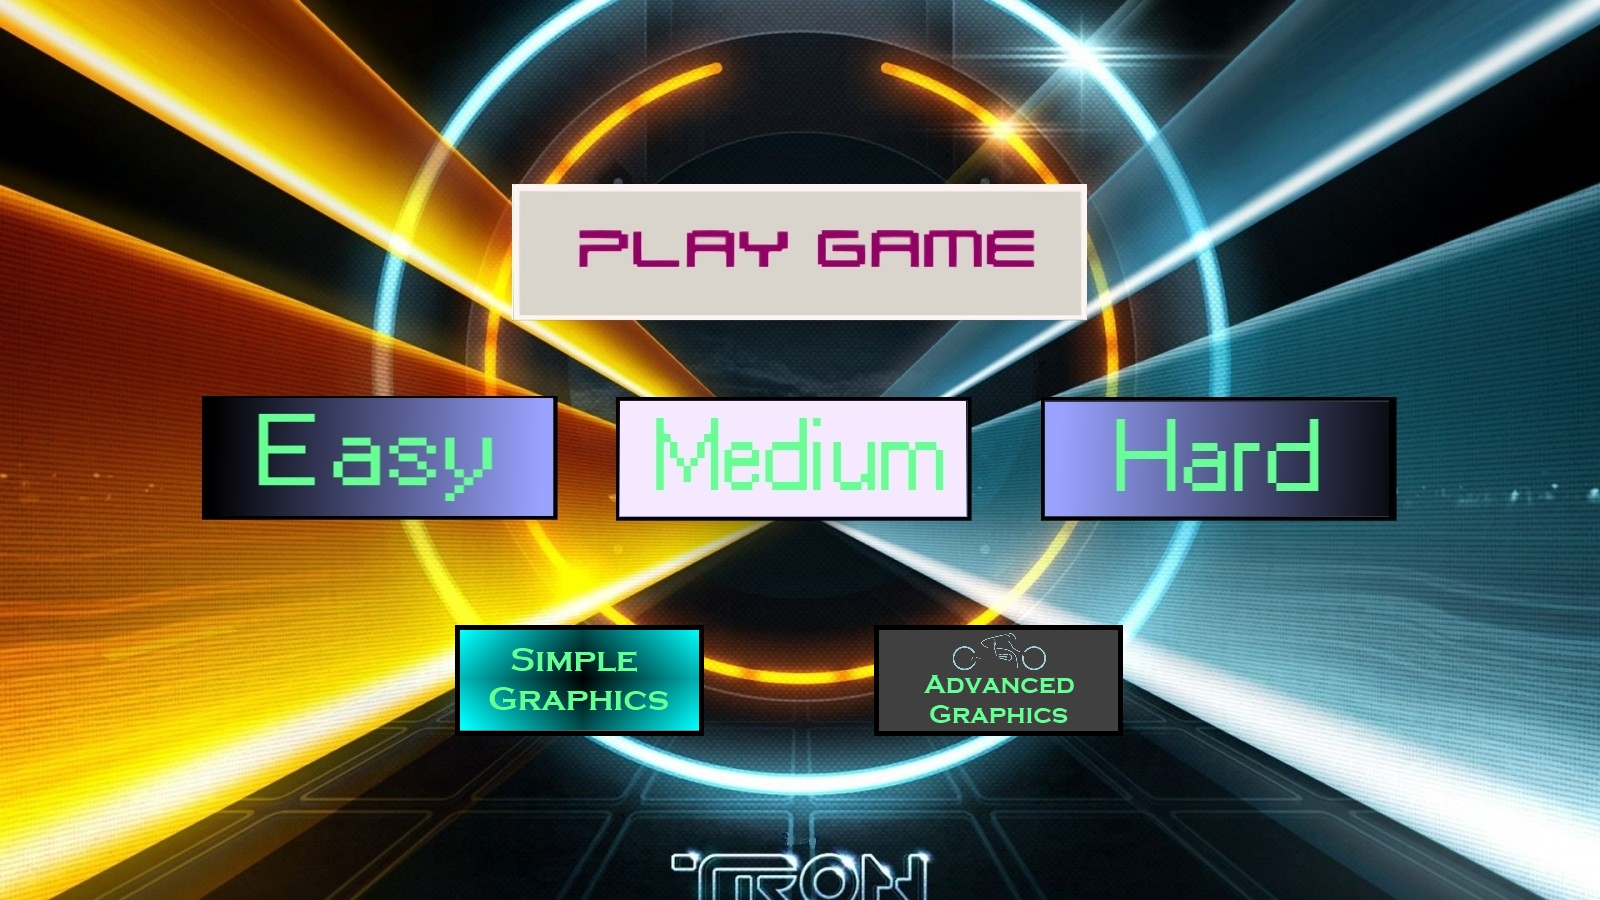 PLAY GAME
Easy
Medium
Hard
Simple
Graphics
Advanced
Graphics
TRON